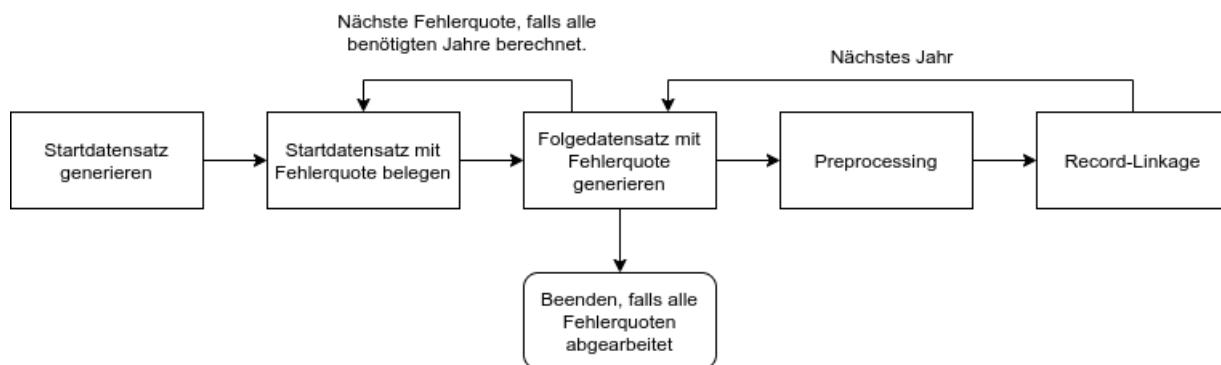 Nächste Fehlerquote, falls alle
benötigten Jahre berechnet.
Nächstes Jahr
Startdatensatz
generieren
Startdatensatz mit
Fehlerquote belegen
Folgedatensatz mit
Fehlerquote
generieren
Preprocessing
Record-Linkage
Beenden, falls alle
Fehlerquoten
abgearbeitet